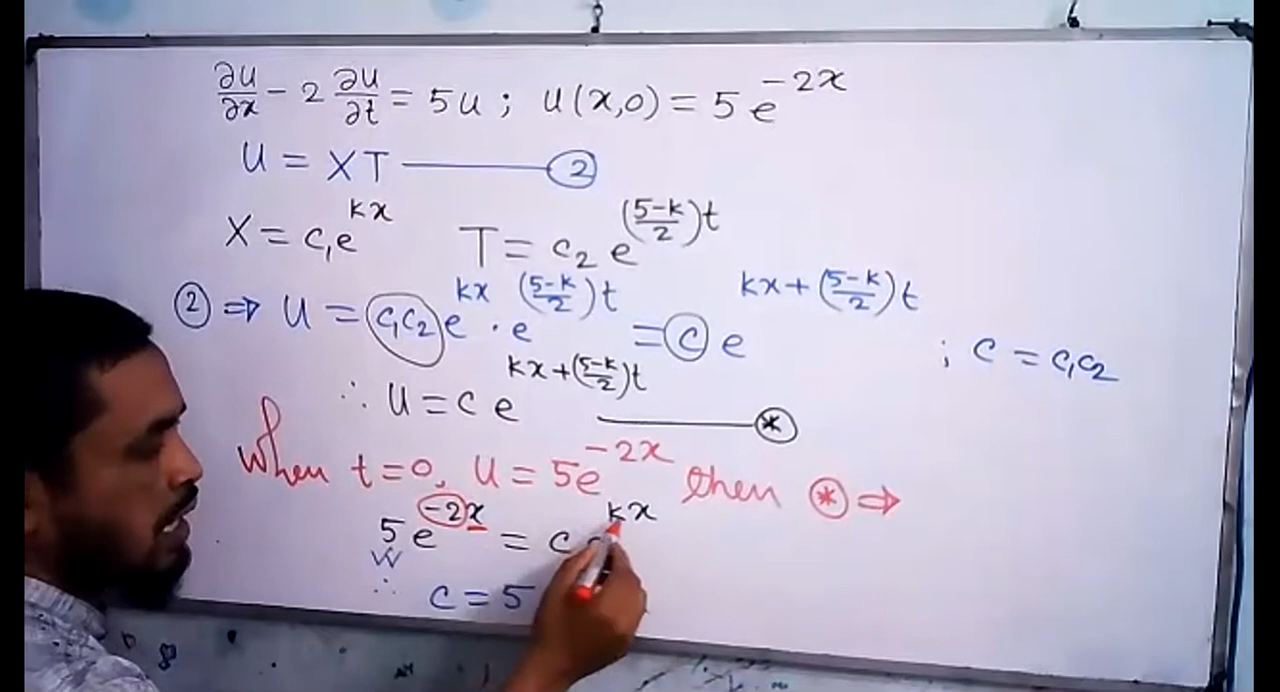 ∂u/∂x − 2 ∂u/∂t = 5u ; u(x,0) = 5e^(−2x)
u = XT ——— ②
X = c₁e^(kx) T = c₂e^((5−k)/2)t
② ⇒ u = c₁c₂e^(kx) · e^((5−k)/2)t = c e^(kx+((5−k)/2)t) ; c = c₁c₂
∴ u = c e^(kx+((5−k)/2)t) ——— ⊛
When t=0, u = 5e^(−2x) then ⊛ ⇒
5e^(−2x) = c e^(kx)
∴ c = 5